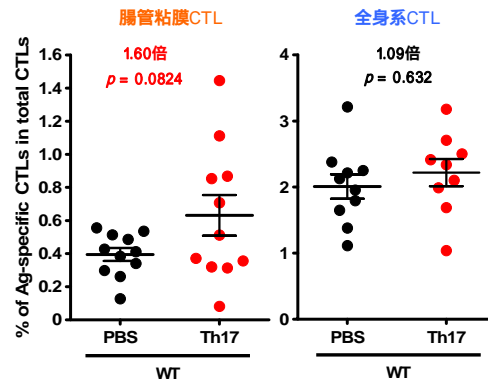 腸管粘膜CTL
全身系CTL
% of Ag-specific CTLs in total CTLs
1.60倍
p = 0.0824
1.6
1.4
1.2
1.0
0.8
0.6
0.4
0.2
0
PBS
Th17
WT
1.09倍
p = 0.632
4
3
2
1
0
PBS
Th17
WT